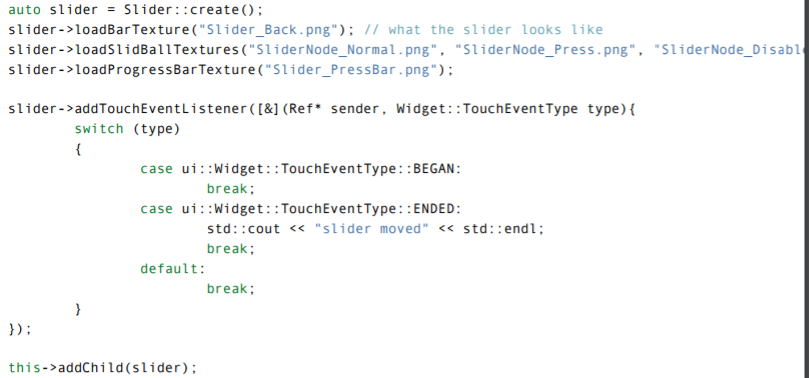 auto slider = Slider::create();
slider->loadBarTexture("Slider_Back.png"); // what the slider looks like
slider->loadSlidBallTextures("SliderNode_Normal.png", "SliderNode_Press.png", "SliderNode_Disable
slider->loadProgressBarTexture("Slider_PressBar.png");
slider->addTouchEventListener([&](Ref* sender, Widget::TouchEventType type){
switch (type)
{
case ui::Widget::TouchEventType::BEGAN:
break;
case ui::Widget::TouchEventType::ENDED:
std::cout << "slider moved" << std::endl;
break;
default:
break;
}
});
this->addChild(slider);